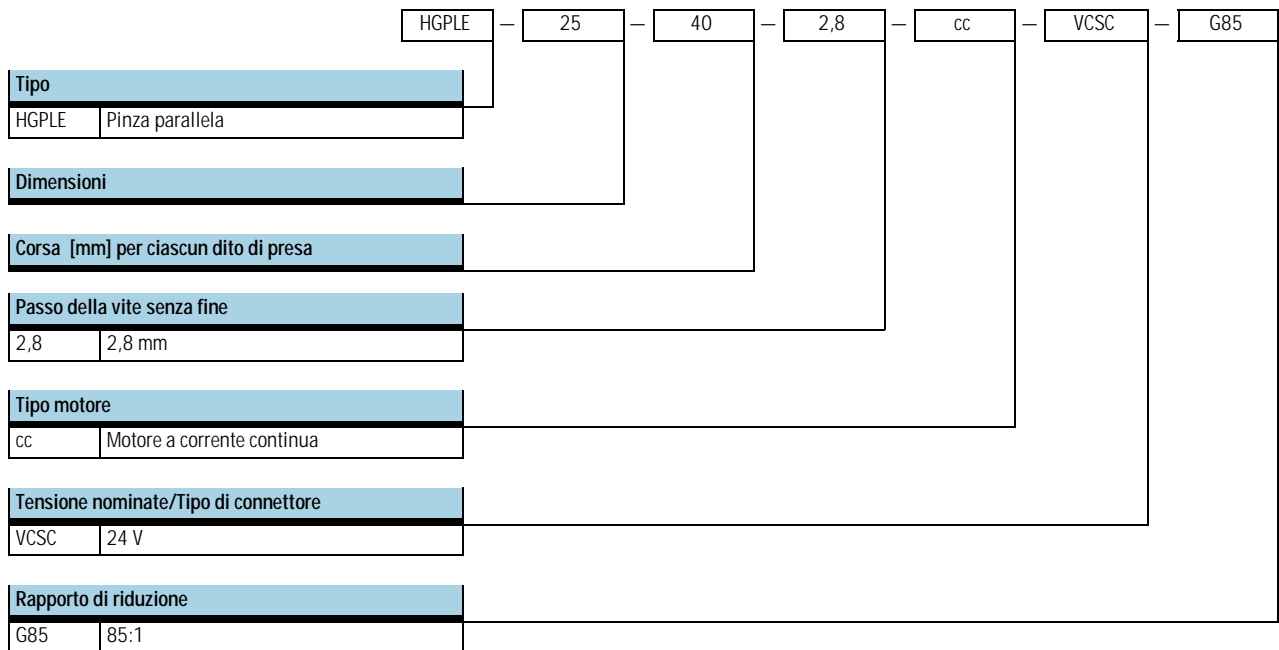 HGPLE — 25 — 40 — 2,8 — cc — VCSC — G85
Tipo
HGPLE Pinza parallela
Dimensioni
Corsa [mm] per ciascun dito di presa
Passo della vite senza fine
2,8 2,8 mm
Tipo motore
cc Motore a corrente continua
Tensione nominate/Tipo di connettore
VCSC 24 V
Rapporto di riduzione
G85 85:1